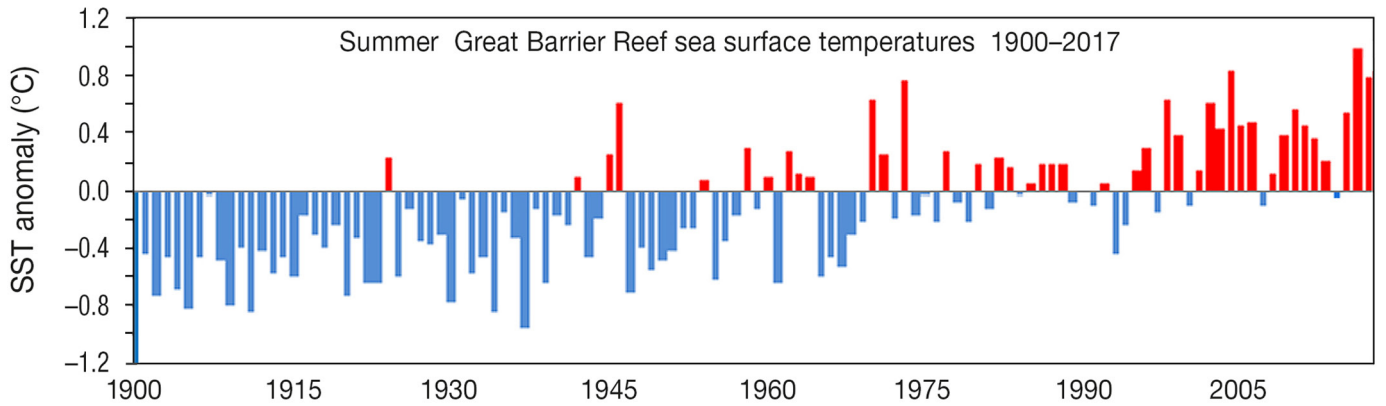 Summer Great Barrier Reef sea surface temperatures 1900–2017
SST anomaly (°C)
1.2
0.8
0.4
0.0
−0.4
−0.8
−1.2
1900 1915 1930 1945 1960 1975 1990 2005